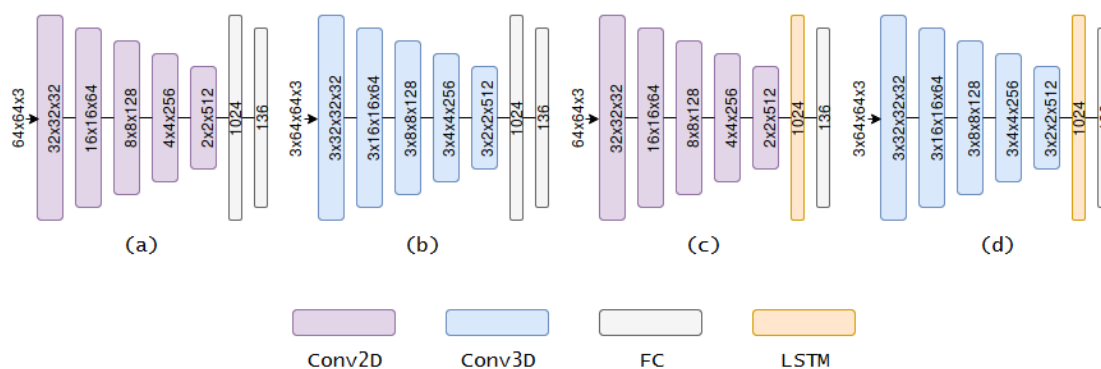 64x64x3
32x32x32
16x16x64
8x8x128
4x4x256
2x2x512
1024
136
(a)
3x64x64x3
3x32x32x32
3x16x16x64
3x8x8x128
3x4x4x256
3x2x2x512
1024
136
(b)
64x64x3
32x32x32
16x16x64
8x8x128
4x4x256
2x2x512
1024
136
(c)
3x64x64x3
3x32x32x32
3x16x16x64
3x8x8x128
3x4x4x256
3x2x2x512
1024
(d)
Conv2D
Conv3D
FC
LSTM